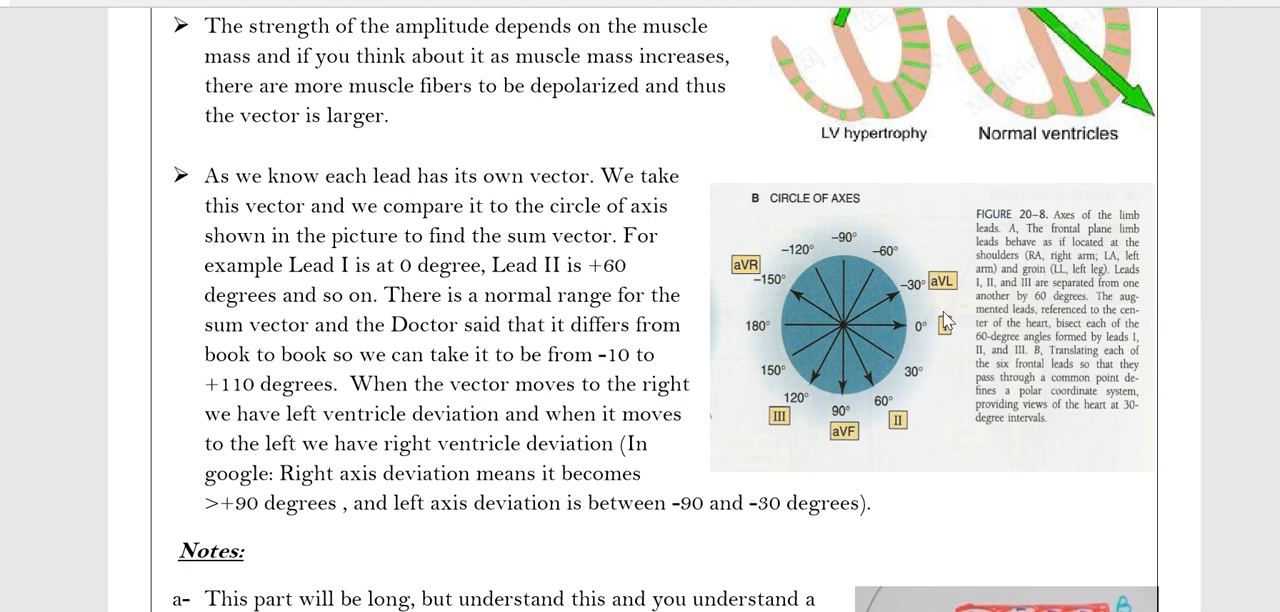 ➢ The strength of the amplitude depends on the muscle
mass and if you think about it as muscle mass increases,
there are more muscle fibers to be depolarized and thus
the vector is larger.
LV hypertrophy
Normal ventricles
➢ As we know each lead has its own vector. We take
this vector and we compare it to the circle of axis
shown in the picture to find the sum vector. For
example Lead I is at 0 degree, Lead II is +60
degrees and so on. There is a normal range for the
sum vector and the Doctor said that it differs from
book to book so we can take it to be from -10 to
+110 degrees. When the vector moves to the right
we have left ventricle deviation and when it moves
to the left we have right ventricle deviation (In
google: Right axis deviation means it becomes
>+90 degrees , and left axis deviation is between -90 and -30 degrees).
B CIRCLE OF AXES
–90°
–120°
–60°
aVR
–150°
–30° aVL
180°
0°
150°
30°
120°
60°
90°
III
II
aVF
FIGURE 20–8. Axes of the limb
leads. A, The frontal plane limb
leads behave as if located at the
shoulders (RA, right arm; LA, left
arm) and groin (LL, left leg). Leads
I, II, and III are separated from one
another by 60 degrees. The aug-
mented leads, referenced to the cen-
ter of the heart, bisect each of the
60-degree angles formed by leads I,
II, and III. B, Translating each of
the six frontal leads so that they
pass through a common point de-
fines a polar coordinate system,
providing views of the heart at 30-
degree intervals.
Notes:
a- This part will be long, but understand this and you understand a
B